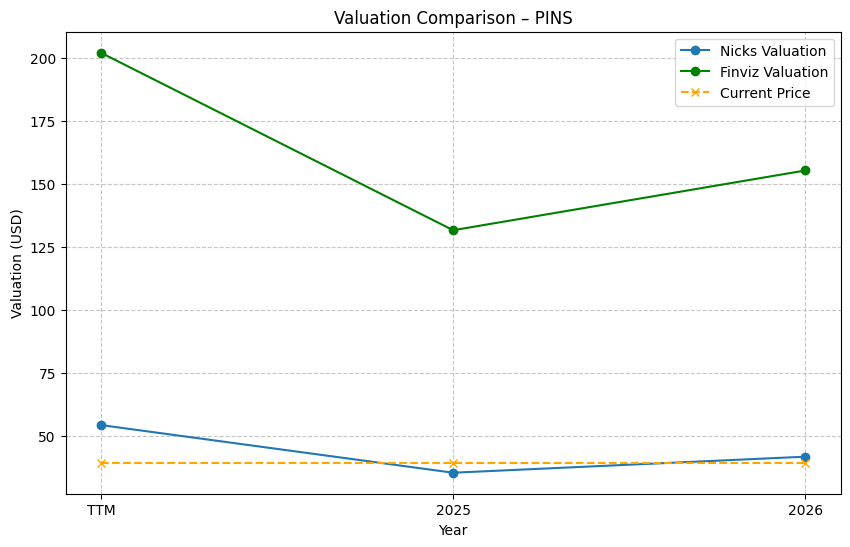 Valuation Comparison – PINS
Nicks Valuation
Finviz Valuation
Current Price
Valuation (USD)
200
175
150
125
100
75
50
TTM
2025
2026
Year